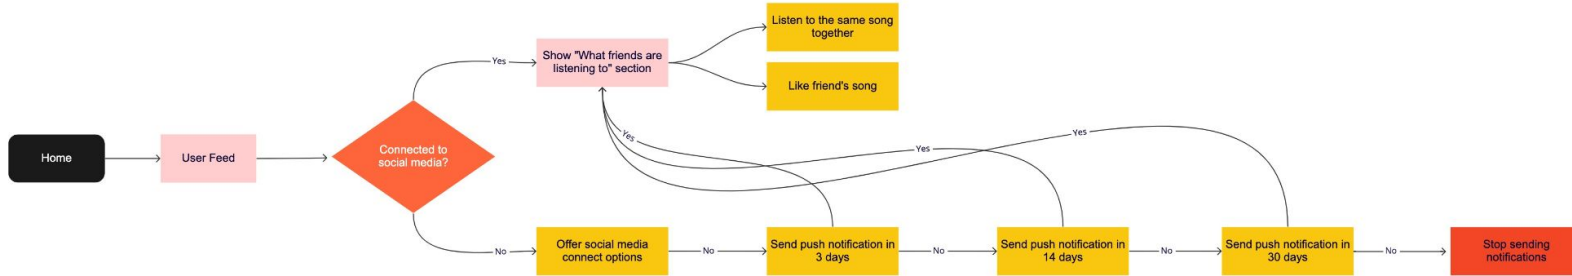 Listen to the same song
together
Yes
Show "What friends are
listening to" section
Like friend's song
Home
User Feed
Connected to
social media?
Yes
Yes
Yes
No
Offer social media
connect options
No
Send push notification in
3 days
No
Send push notification in
14 days
No
Send push notification in
30 days
No
Stop sending
notifications